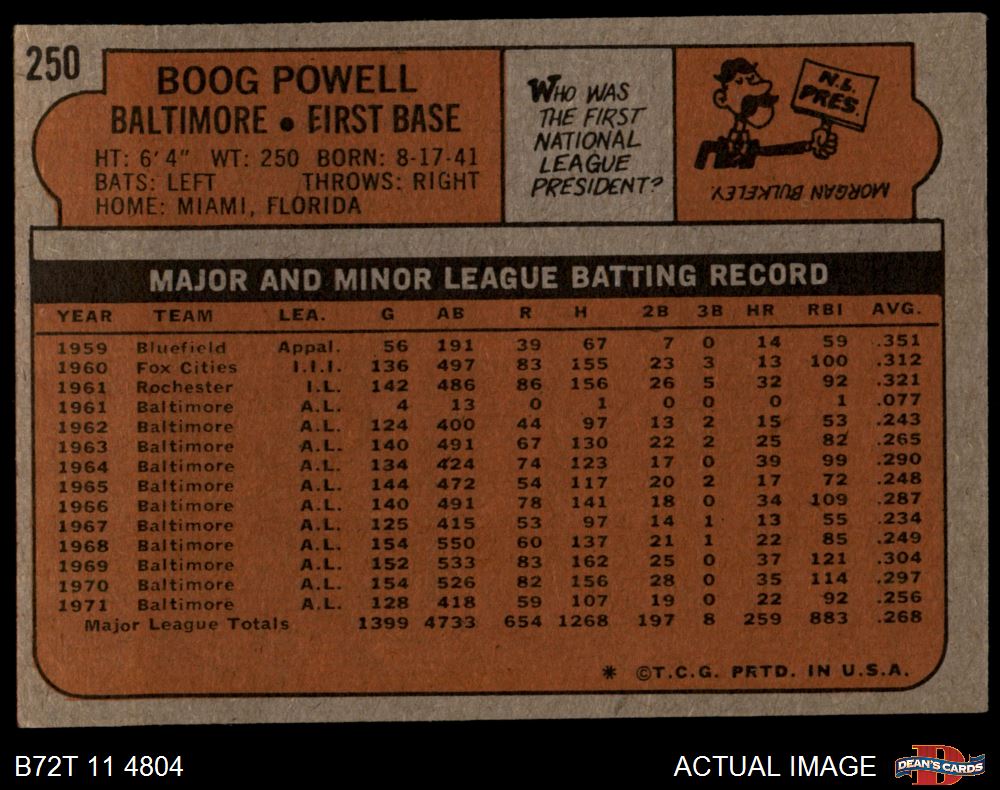 250
BOOG POWELL
BALTIMORE • FIRST BASE
HT: 6'4" WT: 250 BORN: 8-17-41
BATS: LEFT THROWS: RIGHT
HOME: MIAMI, FLORIDA
WHO WAS
THE FIRST
NATIONAL
LEAGUE
PRESIDENT?
N.L.
PRES.
MORGAN BULKELEY.
MAJOR AND MINOR LEAGUE BATTING RECORD
YEAR TEAM LEA. G AB R H 2B 3B HR RBI AVG.
1959 Bluefield Appal. 56 191 39 67 7 0 14 59 .351
1960 Fox Cities I.I.I. 136 497 83 155 23 3 13 100 .312
1961 Rochester I.L. 142 486 86 156 26 5 32 92 .321
1961 Baltimore A.L. 4 13 0 1 0 0 0 1 .077
1962 Baltimore A.L. 124 400 44 97 13 2 15 53 .243
1963 Baltimore A.L. 140 491 67 130 22 2 25 82 .265
1964 Baltimore A.L. 134 424 74 123 17 0 39 99 .290
1965 Baltimore A.L. 144 472 54 117 20 2 17 72 .248
1966 Baltimore A.L. 140 491 78 141 18 0 34 109 .287
1967 Baltimore A.L. 125 415 53 97 14 1 13 55 .234
1968 Baltimore A.L. 154 550 60 137 21 1 22 85 .249
1969 Baltimore A.L. 152 533 83 162 25 0 37 121 .304
1970 Baltimore A.L. 154 526 82 156 28 0 35 114 .297
1971 Baltimore A.L. 128 418 59 107 19 0 22 92 .256
Major League Totals 1399 4733 654 1268 197 8 259 883 .268
* ©T.C.G. PRTD. IN U.S.A.
B72T 11 4804
ACTUAL IMAGE
DEAN'S CARDS